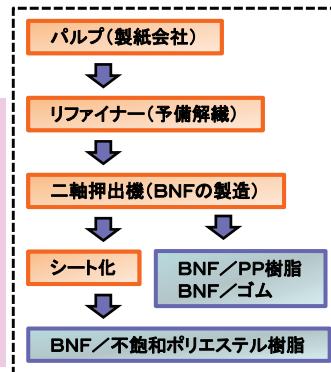 パルプ（製紙会社）
リファイナー（予備解繊）
二軸押出機（BNFの製造）
シート化
BNF／PP樹脂
BNF／ゴム
BNF／不飽和ポリエステル樹脂